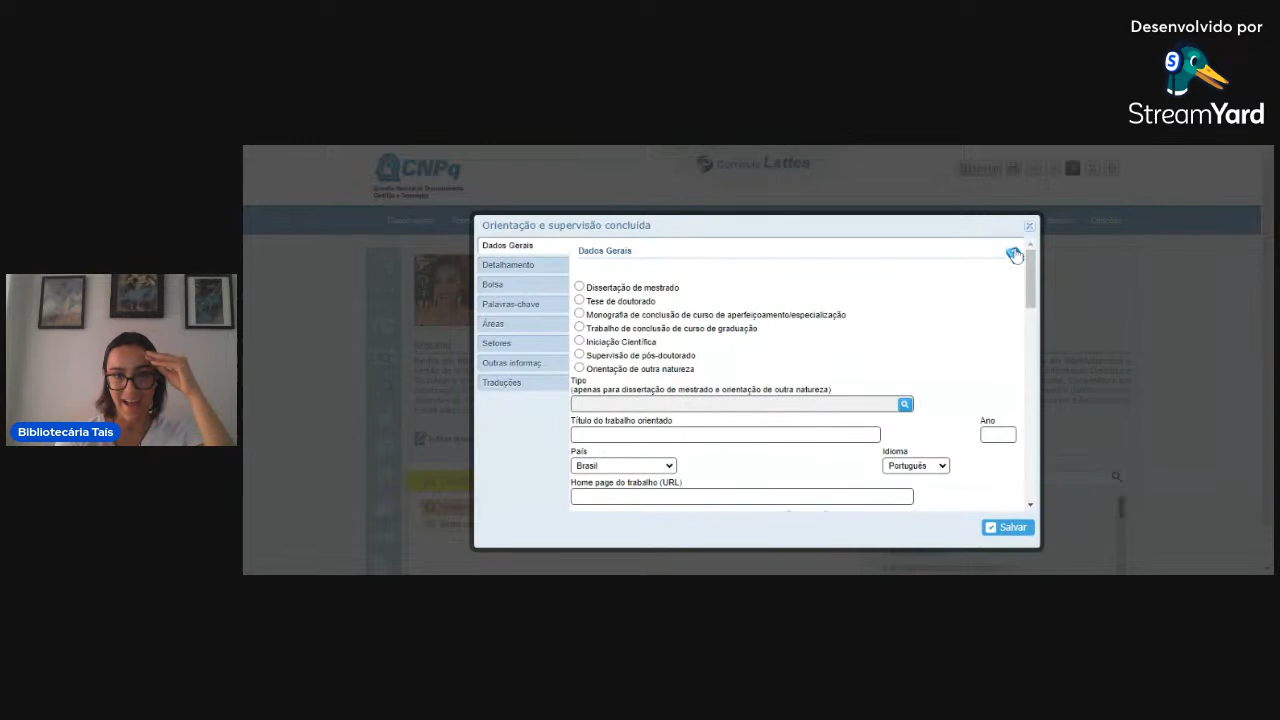 Desenvolvido por
StreamYard
CNPq
Currículo Lattes
Orientação e supervisão concluída
Dados Gerais
Detalhamento
Bolsa
Palavras-chave
Áreas
Setores
Outras informaç...
Traduções
Dados Gerais
Dissertação de mestrado
Tese de doutorado
Monografia de conclusão de curso de aperfeiçoamento/especialização
Trabalho de conclusão de curso de graduação
Iniciação Científica
Supervisão de pós-doutorado
Orientação de outra natureza
Tipo
(apenas para dissertação de mestrado e orientação de outra natureza)
Título do trabalho orientado
Ano
País
Idioma
Brasil
Português
Home page do trabalho (URL)
Salvar
Bibliotecária Taís